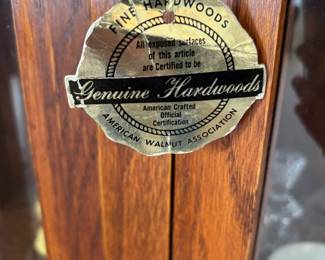 FINE HARDWOODS
All exposed surfaces
of this article
are Certified to be
Genuine Hardwoods
American Crafted
Official
Certification
AMERICAN WALNUT ASSOCIATION